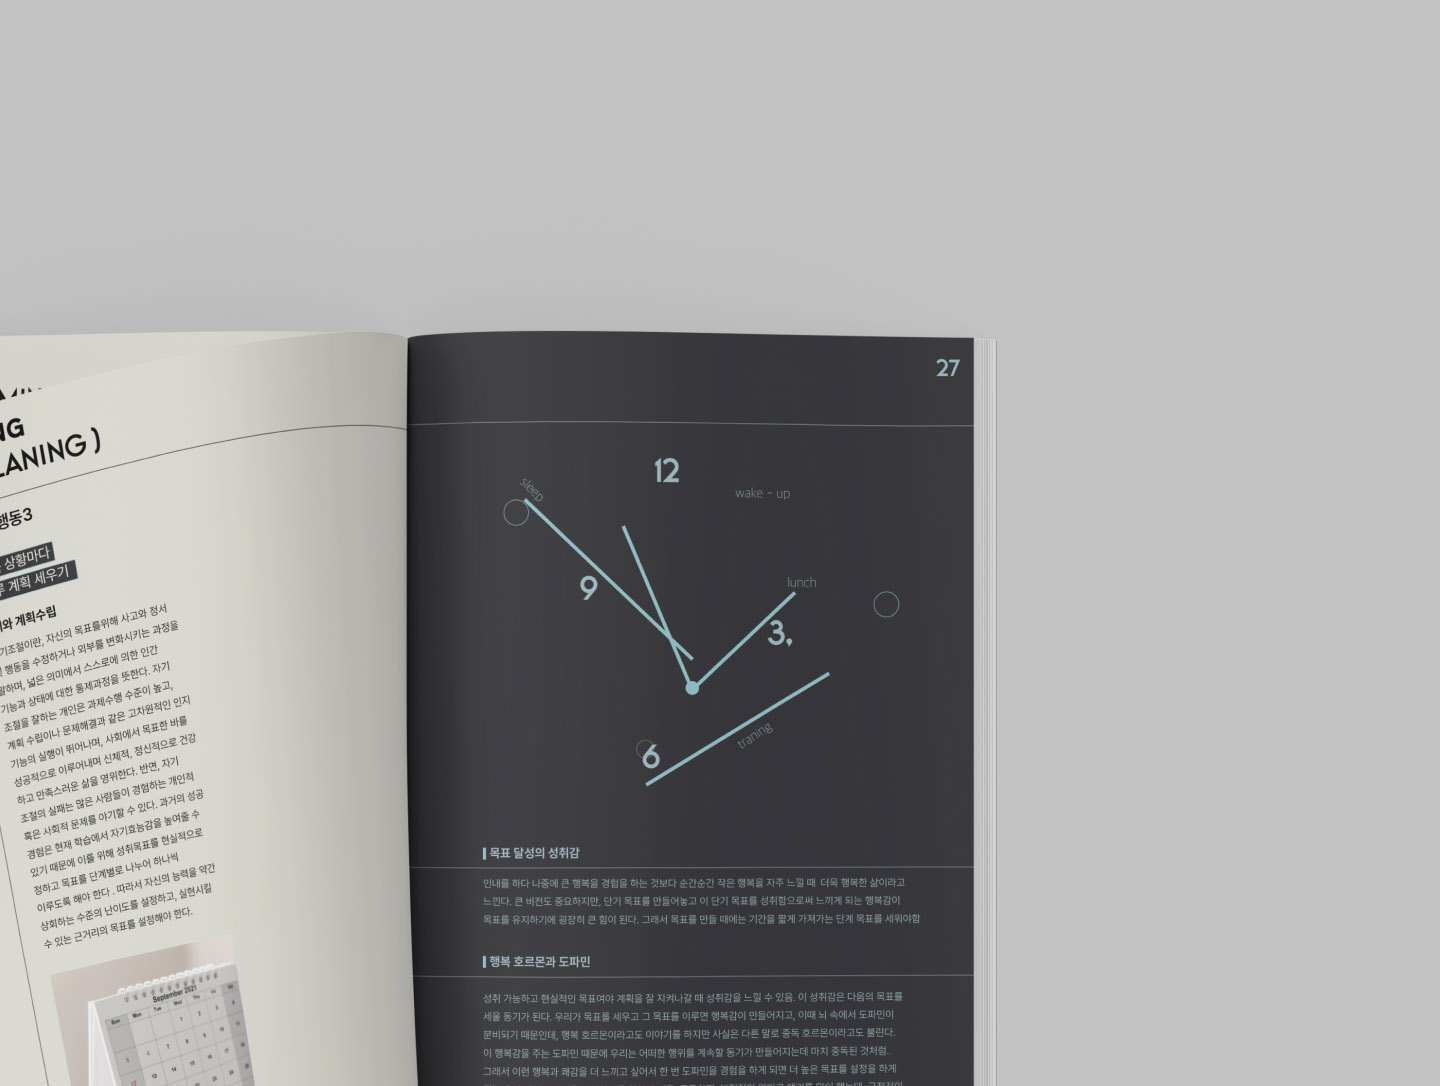 NG
LANING )
행동3
상황마다
계획 세우기
계획수립
기조절이란, 자신의 목표를위해 사고와 정서
행동을 수정하거나 외부를 변화시키는 과정을
말하며, 넓은 의미에서 스스로에 의한 인간
기능과 상태에 대한 통제과정을 뜻한다. 자기
조절을 잘하는 개인은 과제수행 수준이 높고,
계획 수립이나 문제해결과 같은 고차원적인 인지
기능의 실행이 뛰어나며, 사회에서 목표한 바를
성공적으로 이루어내며 신체적, 정신적으로 건강
하고 만족스러운 삶을 영위한다. 반면, 자기
조절의 실패는 많은 사람들이 경험하는 개인적
혹은 사회적 문제를 야기할 수 있다. 과거의 성공
경험은 현재 학습에서 자기효능감을 높여줄 수
있기 때문에 이를 위해 성취목표를 현실적으로
정하고 목표를 단계별로 나누어 하나씩
이루도록 해야 한다 . 따라서 자신의 능력을 약간
상회하는 수준의 난이도를 설정하고, 실현시킬
수 있는 근거리의 목표를 설정해야 한다.
September 2021
Sun Mon Tue Wed Thu Fri
27
12
sleep
wake - up
9
lunch
3,
6
traning
목표 달성의 성취감
인내를 하다 나중에 큰 행복을 경험을 하는 것보다 순간순간 작은 행복을 자주 느낄 때 더욱 행복한 삶이라고
느낀다. 큰 비전도 중요하지만, 단기 목표를 만들어놓고 이 단기 목표를 성취함으로써 느끼게 되는 행복감이
목표를 유지하기에 굉장히 큰 힘이 된다. 그래서 목표를 만들 때에는 기간을 짧게 가져가는 단계 목표를 세워야함
행복 호르몬과 도파민
성취 가능하고 현실적인 목표여야 계획을 잘 지켜나갈 때 성취감을 느낄 수 있음. 이 성취감은 다음의 목표를
세울 동기가 된다. 우리가 목표를 세우고 그 목표를 이루면 행복감이 만들어지고, 이때 뇌 속에서 도파민이
분비되기 때문인데, 행복 호르몬이라고도 이야기를 하지만 사실은 다른 말로 중독 호르몬이라고도 불린다.
이 행복감을 주는 도파민 때문에 우리는 어떠한 행위를 계속할 동기가 만들어지는데 마치 중독된 것처럼.
그래서 이런 행복과 쾌감을 더 느끼고 싶어서 한 번 도파민을 경험을 하게 되면 더 높은 목표를 설정을 하게